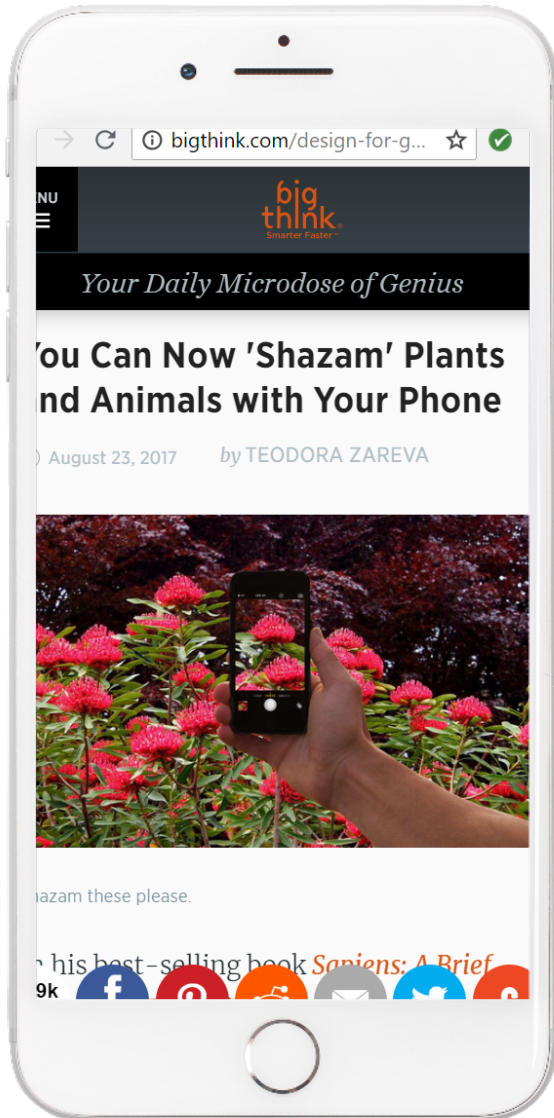 bigthink.com/design-for-g...
NU
big
think
Smarter Faster™
Your Daily Microdose of Genius
You Can Now 'Shazam' Plants
nd Animals with Your Phone
August 23, 2017 by TEODORA ZAREVA
hazam these please.
his best-selling book Sapiens: A Brief
9k